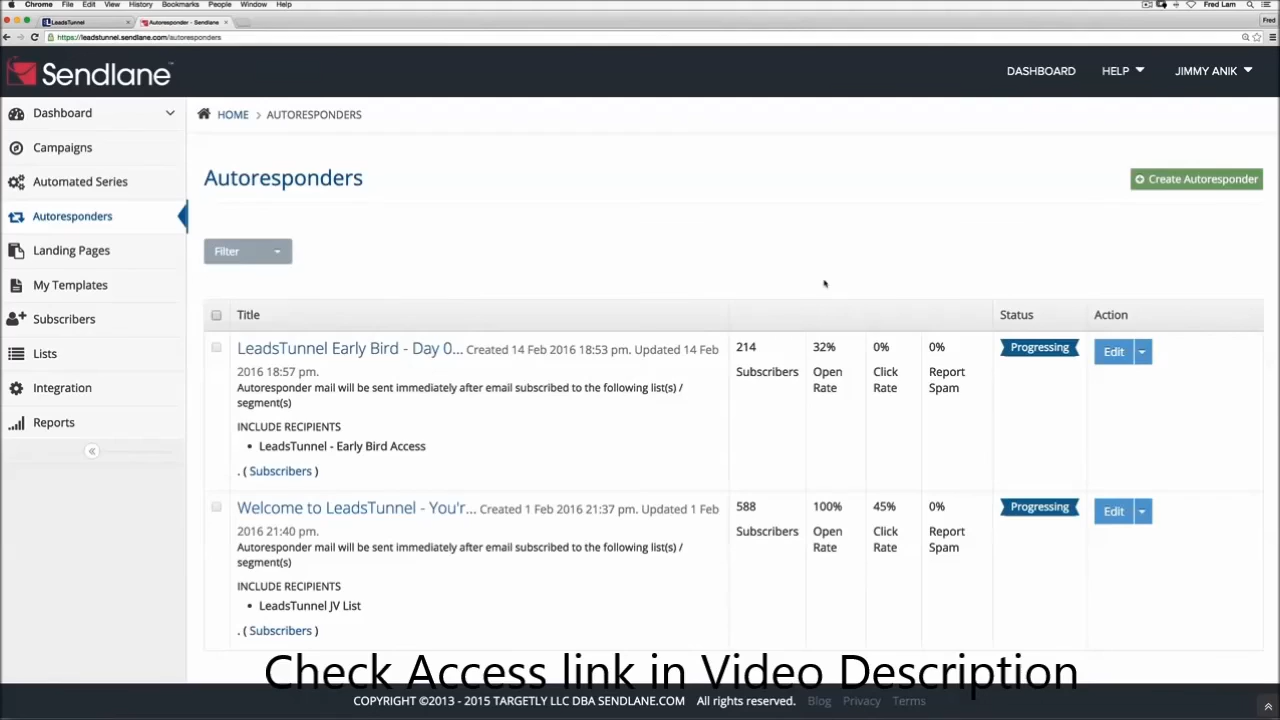 Chrome File Edit View History Bookmarks People Window Help Fred Lam
LeadsTunnel Autoresponder - Sendlane Fred
https://leadstunnel.sendlane.com/autoresponders
Sendlane DASHBOARD HELP JIMMY ANIK
Dashboard
Campaigns
Automated Series
Autoresponders
Landing Pages
My Templates
Subscribers
Lists
Integration
Reports
HOME > AUTORESPONDERS
Autoresponders
Create Autoresponder
Filter
Title Status Action
LeadsTunnel Early Bird - Day 0... Created 14 Feb 2016 18:53 pm. Updated 14 Feb
2016 18:57 pm.
Autoresponder mail will be sent immediately after email subscribed to the following list(s) /
segment(s)
INCLUDE RECIPIENTS
• LeadsTunnel - Early Bird Access
. ( Subscribers )
214
Subscribers
32%
Open
Rate
0%
Click
Rate
0%
Report
Spam
Progressing
Edit
Welcome to LeadsTunnel - You'r... Created 1 Feb 2016 21:37 pm. Updated 1 Feb
2016 21:40 pm.
Autoresponder mail will be sent immediately after email subscribed to the following list(s) /
segment(s)
INCLUDE RECIPIENTS
• LeadsTunnel JV List
. ( Subscribers )
588
Subscribers
100%
Open
Rate
45%
Click
Rate
0%
Report
Spam
Progressing
Edit
Check Access link in Video Description
COPYRIGHT ©2013 - 2015 TARGETLY LLC DBA SENDLANE.COM All rights reserved. Blog Privacy Terms